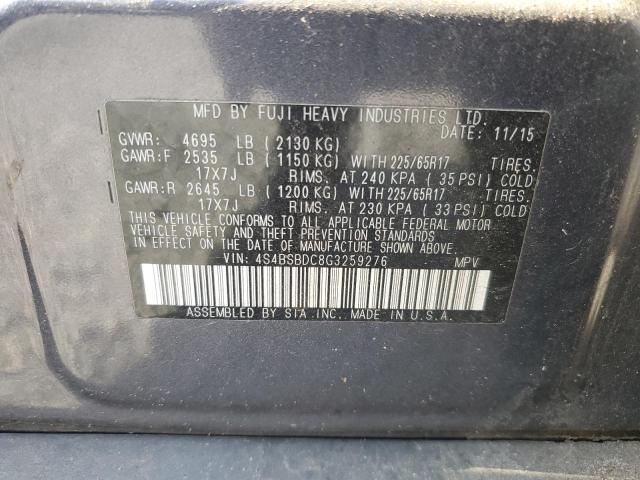 MFD BY FUJI HEAVY INDUSTRIES LTD.
DATE: 11/15
GVWR: 4695 LB ( 2130 KG)
GAWR:F 2535 LB ( 1150 KG) WITH 225/65R17 TIRES.
17X7J RIMS. AT 240 KPA ( 35 PSI) COLD
GAWR:R 2645 LB ( 1200 KG) WITH 225/65R17 TIRES.
17X7J RIMS. AT 230 KPA ( 33 PSI) COLD
THIS VEHICLE CONFORMS TO ALL APPLICABLE FEDERAL MOTOR
VEHICLE SAFETY AND THEFT PREVENTION STANDARDS
IN EFFECT ON THE DATE OF MANUFACTURE SHOWN ABOVE.
VIN: 4S4BSBDC8G3259276 MPV
ASSEMBLED BY SIA INC. MADE IN U.S.A.